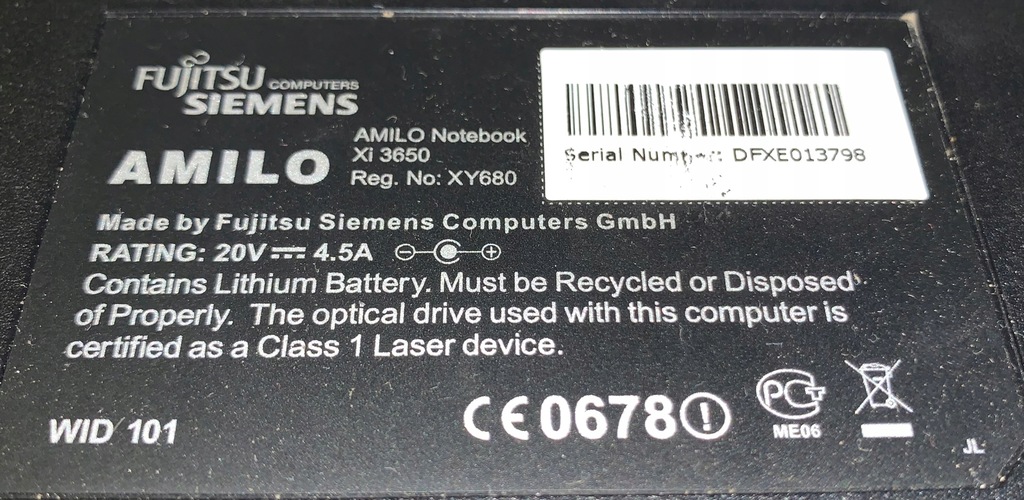 FUJITSU COMPUTERS
SIEMENS
AMILO
AMILO Notebook
Xi 3650
Reg. No: XY680
Serial Number: DFXE013798
Made by Fujitsu Siemens Computers GmbH
RATING: 20V 4.5A
Contains Lithium Battery. Must be Recycled or Disposed
of Properly. The optical drive used with this computer is
certified as a Class 1 Laser device.
WID 101
CE0678
PCT
ME06
JL